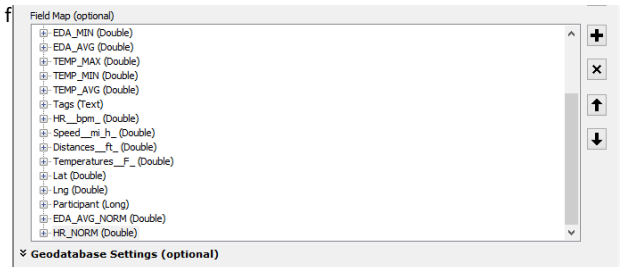 f
Field Map (optional)
EDA_MIN (Double)
EDA_AVG (Double)
TEMP_MAX (Double)
TEMP_MIN (Double)
TEMP_AVG (Double)
Tags (Text)
HR__bpm_ (Double)
Speed__mi_h_ (Double)
Distances__ft_ (Double)
Temperatures__F_ (Double)
Lat (Double)
Lng (Double)
Participant (Long)
EDA_AVG_NORM (Double)
HR_NORM (Double)
Geodatabase Settings (optional)